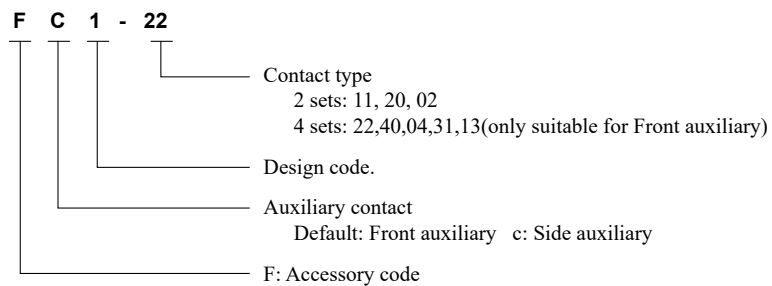 F C 1 - 22
Contact type
2 sets: 11, 20, 02
4 sets: 22,40,04,31,13(only suitable for Front auxiliary)
Design code.
Auxiliary contact
Default: Front auxiliary c: Side auxiliary
F: Accessory code